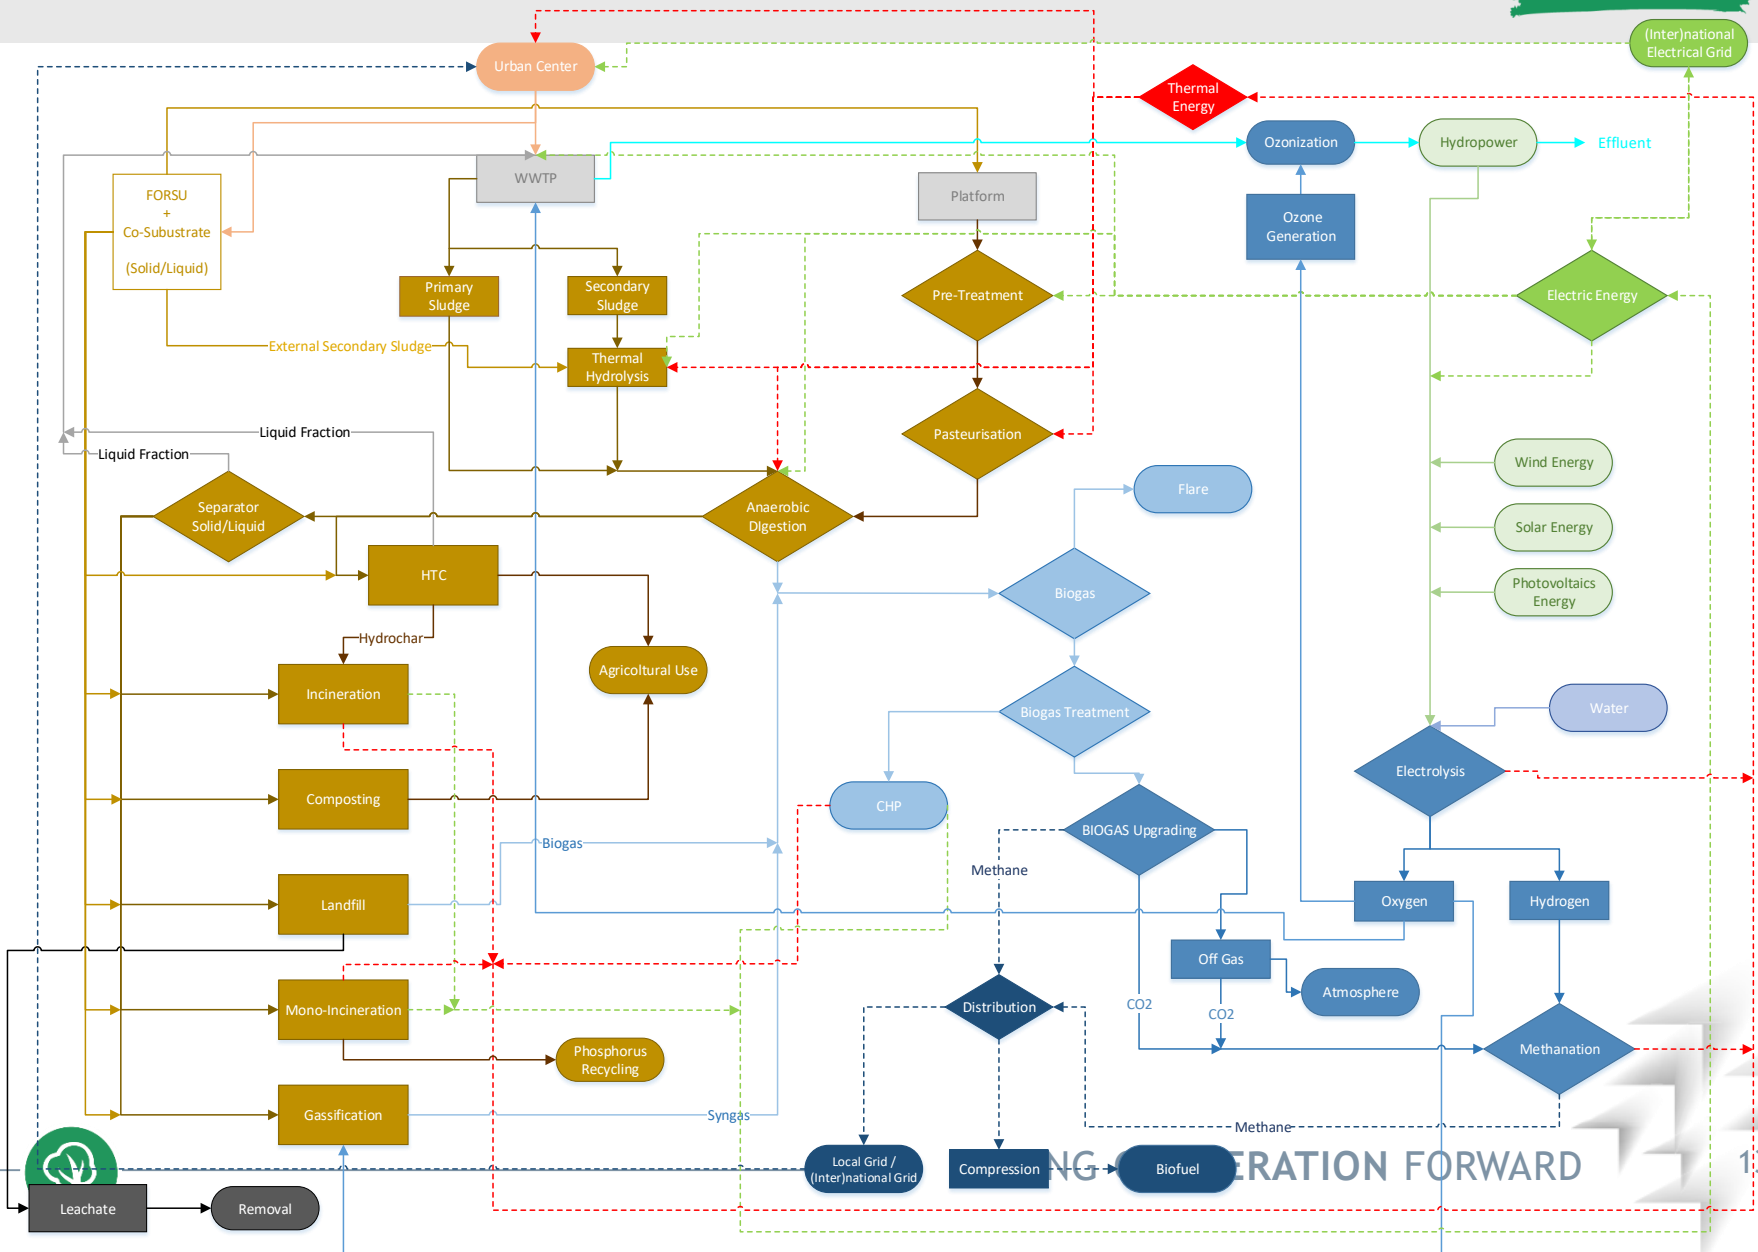 (Inter)national
Electrical Grid
Urban Center
Thermal
Energy
Ozonization
Hydropower
Effluent
WWTP
FORSU
+
Co-Subustrate
(Solid/Liquid)
Platform
Ozone
Generation
Primary
Sludge
Secondary
Sludge
Pre-Treatment
Electric Energy
External Secondary Sludge
Thermal
Hydrolysis
Liquid Fraction
Pasteurisation
Liquid Fraction
Wind Energy
Flare
Separator
Solid/Liquid
Anaerobic
DIgestion
Solar Energy
HTC
Biogas
Photovoltaics
Energy
Hydrochar
Agricoltural Use
Incineration
Biogas Treatment
Water
Electrolysis
Composting
CHP
BIOGAS Upgrading
Biogas
Methane
Landfill
Oxygen
Hydrogen
Off Gas
Atmosphere
Mono-Incineration
Distribution
CO2
CO2
Phosphorus
Recycling
Methanation
Gassification
Syngas
Methane
Local Grid /
(Inter)national Grid
Compression
Biofuel
NG
ERATION FORWARD
Leachate
Removal